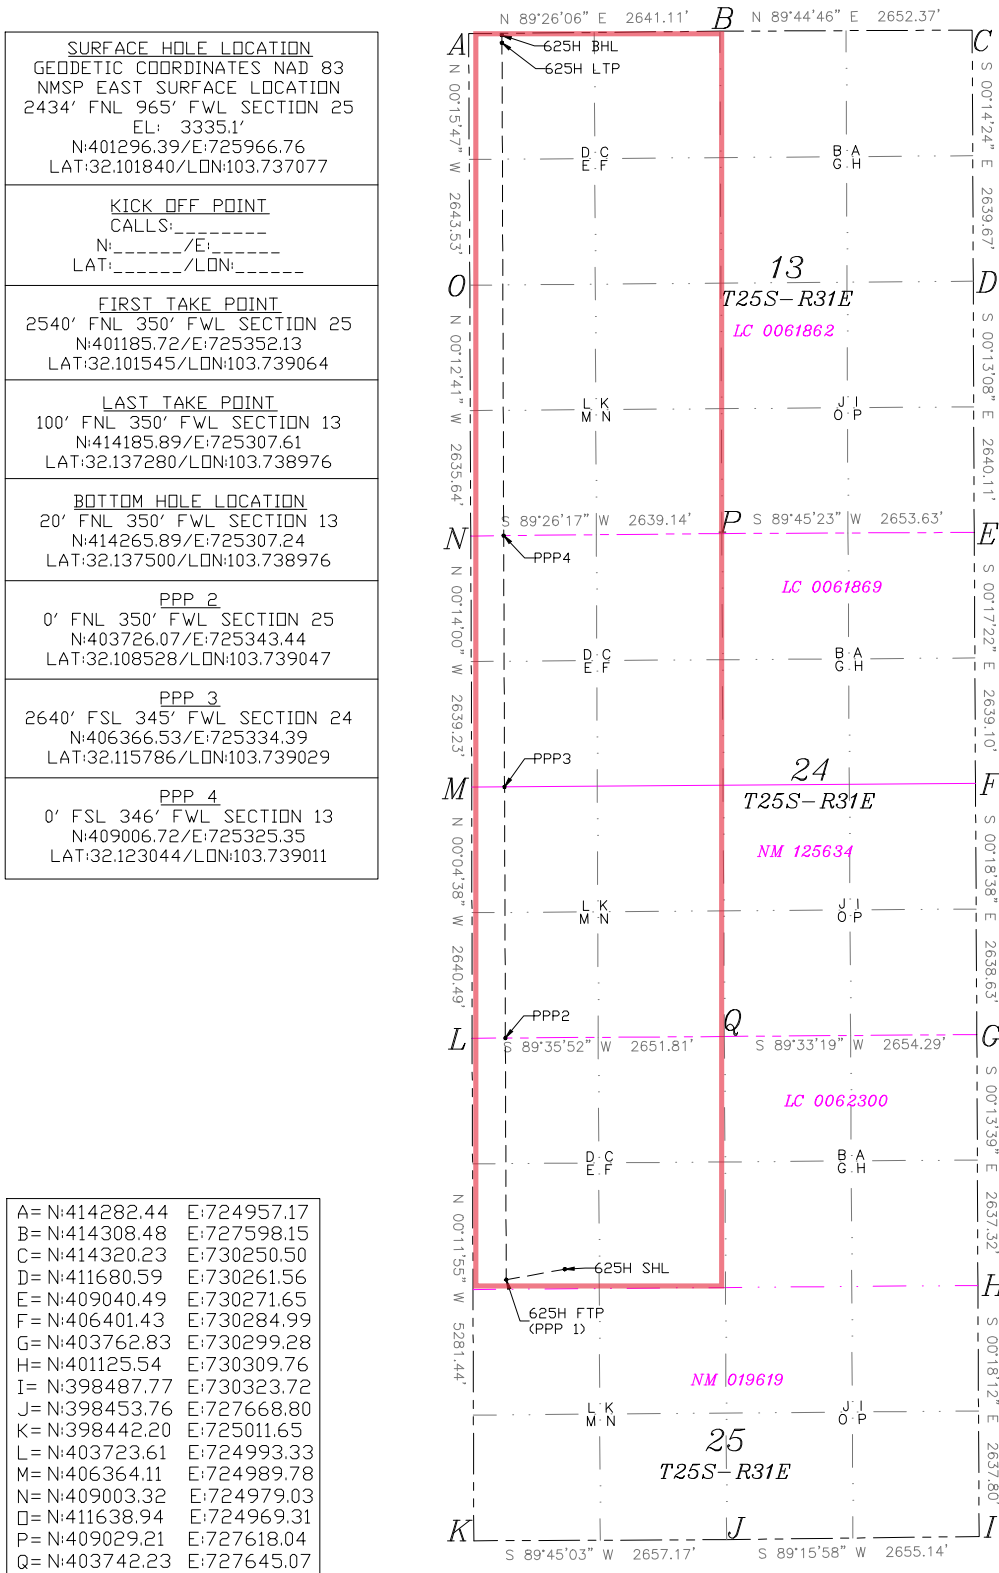 SURFACE HOLE LOCATION
GEODETIC COORDINATES NAD 83
NMSP EAST SURFACE LOCATION
2434' FNL 965' FWL SECTION 25
EL: 3335.1'
N:401296.39/E:725966.76
LAT:32.101840/LON:103.737077
KICK OFF POINT
CALLS:________
N:______/E:______
LAT:______/LON:______
FIRST TAKE POINT
2540' FNL 350' FWL SECTION 25
N:401185.72/E:725352.13
LAT:32.101545/LON:103.739064
LAST TAKE POINT
100' FNL 350' FWL SECTION 13
N:414185.89/E:725307.61
LAT:32.137280/LON:103.738976
BOTTOM HOLE LOCATION
20' FNL 350' FWL SECTION 13
N:414265.89/E:725307.24
LAT:32.137500/LON:103.738976
PPP 2
0' FNL 350' FWL SECTION 25
N:403726.07/E:725343.44
LAT:32.108528/LON:103.739047
PPP 3
2640' FSL 345' FWL SECTION 24
N:406366.53/E:725334.39
LAT:32.115786/LON:103.739029
PPP 4
0' FSL 346' FWL SECTION 13
N:409006.72/E:725325.35
LAT:32.123044/LON:103.739011
A= N:414282.44 E:724957.17
B= N:414308.48 E:727598.15
C= N:414320.23 E:730250.50
D= N:411680.59 E:730261.56
E= N:409040.49 E:730271.65
F= N:406401.43 E:730284.99
G= N:403762.83 E:730299.28
H= N:401125.54 E:730309.76
I= N:398487.77 E:730323.72
J= N:398453.76 E:727668.80
K= N:398442.20 E:725011.65
L= N:403723.61 E:724993.33
M= N:406364.11 E:724989.78
N= N:409003.32 E:724979.03
O= N:411638.94 E:724969.31
P= N:409029.21 E:727618.04
Q= N:403742.23 E:727645.07
N 89°26'06" E 2641.11'
B
N 89°44'46" E 2652.37'
A
C
625H BHL
625H LTP
N 00°15'47" W 2643.53'
S 00°14'24" E 2639.67'
D C
E F
B A
G H
O
13
T25S-R31E
D
LC 0061862
N 00°12'41" W 2635.64'
S 00°13'08" E 2640.11'
L K
M N
J I
O P
S 89°26'17" W 2639.14'
P
S 89°45'23" W 2653.63'
N
E
PPP4
LC 0061869
N 00°14'00" W 2639.23'
S 00°17'22" E 2639.10'
D C
E F
B A
G H
PPP3
M
24
T25S-R31E
F
NM 125634
N 00°04'38" W 2640.49'
S 00°18'38" E 2638.63'
L K
M N
J I
O P
PPP2
Q
L
G
S 89°35'52" W 2651.81'
S 89°33'19" W 2654.29'
LC 0062300
S 00°13'39" E 2637.32'
D C
E F
B A
G H
N 00°11'55" W 5281.44'
625H SHL
H
625H FTP
(PPP 1)
NM 019619
S 00°18'12" E 2637.80'
L K
M N
J I
O P
25
T25S-R31E
K
J
I
S 89°45'03" W 2657.17'
S 89°15'58" W 2655.14'